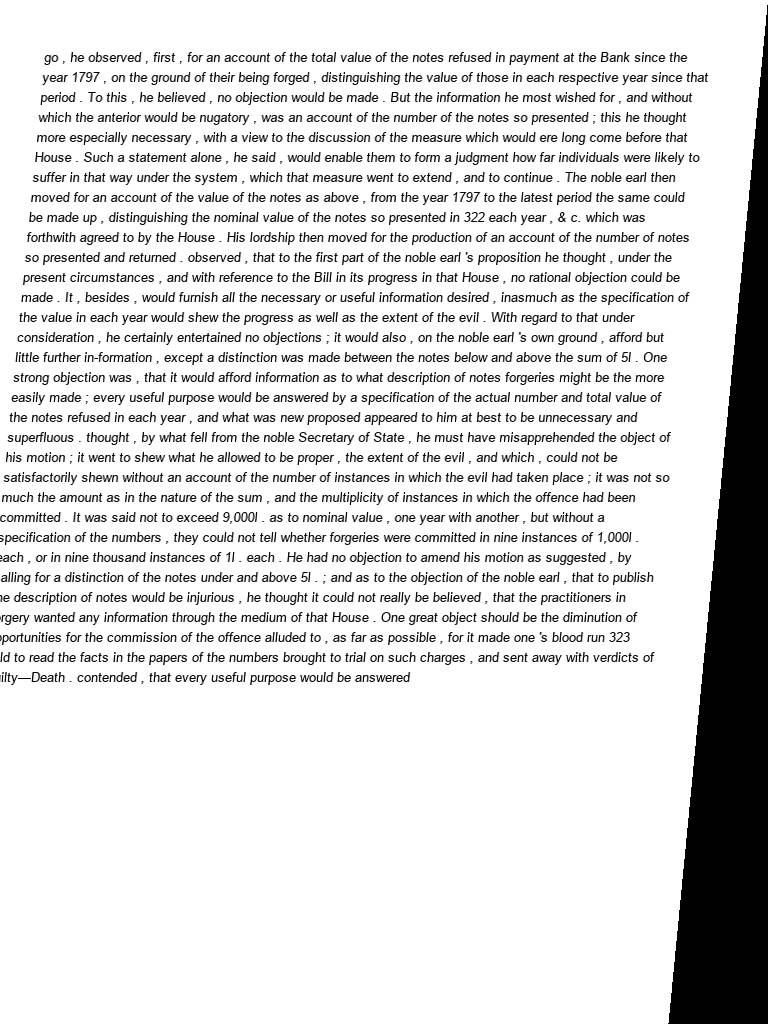 go , he observed , first , for an account of the total value of the notes refused in payment at the Bank since the
year 1797 , on the ground of their being forged , distinguishing the value of those in each respective year since that
period . To this , he believed , no objection would be made . But the information he most wished for , and without
which the anterior would be nugatory , was an account of the number of the notes so presented ; this he thought
more especially necessary , with a view to the discussion of the measure which would ere long come before that
House . Such a statement alone , he said , would enable them to form a judgment how far individuals were likely to
suffer in that way under the system , which that measure went to extend , and to continue . The noble earl then
moved for an account of the value of the notes as above , from the year 1797 to the latest period the same could
be made up , distinguishing the nominal value of the notes so presented in 322 each year , & c. which was
forthwith agreed to by the House . His lordship then moved for the production of an account of the number of notes
so presented and returned . observed , that to the first part of the noble earl 's proposition he thought , under the
present circumstances , and with reference to the Bill in its progress in that House , no rational objection could be
made . It , besides , would furnish all the necessary or useful information desired , inasmuch as the specification of
the value in each year would shew the progress as well as the extent of the evil . With regard to that under
consideration , he certainly entertained no objections ; it would also , on the noble earl 's own ground , afford but
little further in-formation , except a distinction was made between the notes below and above the sum of 5l . One
strong objection was , that it would afford information as to what description of notes forgeries might be the more
easily made ; every useful purpose would be answered by a specification of the actual number and total value of
the notes refused in each year , and what was new proposed appeared to him at best to be unnecessary and
superfluous . thought , by what fell from the noble Secretary of State , he must have misapprehended the object of
his motion ; it went to shew what he allowed to be proper , the extent of the evil , and which , could not be
satisfactorily shewn without an account of the number of instances in which the evil had taken place ; it was not so
much the amount as in the nature of the sum , and the multiplicity of instances in which the offence had been
committed . It was said not to exceed 9,000l . as to nominal value , one year with another , but without a
specification of the numbers , they could not tell whether forgeries were committed in nine instances of 1,000l .
each , or in nine thousand instances of 1l . each . He had no objection to amend his motion as suggested , by
alling for a distinction of the notes under and above 5l . ; and as to the objection of the noble earl , that to publish
he description of notes would be injurious , he thought it could not really be believed , that the practitioners in
orgery wanted any information through the medium of that House . One great object should be the diminution of
pportunities for the commission of the offence alluded to , as far as possible , for it made one 's blood run 323
ld to read the facts in the papers of the numbers brought to trial on such charges , and sent away with verdicts of
ilty—Death . contended , that every useful purpose would be answered